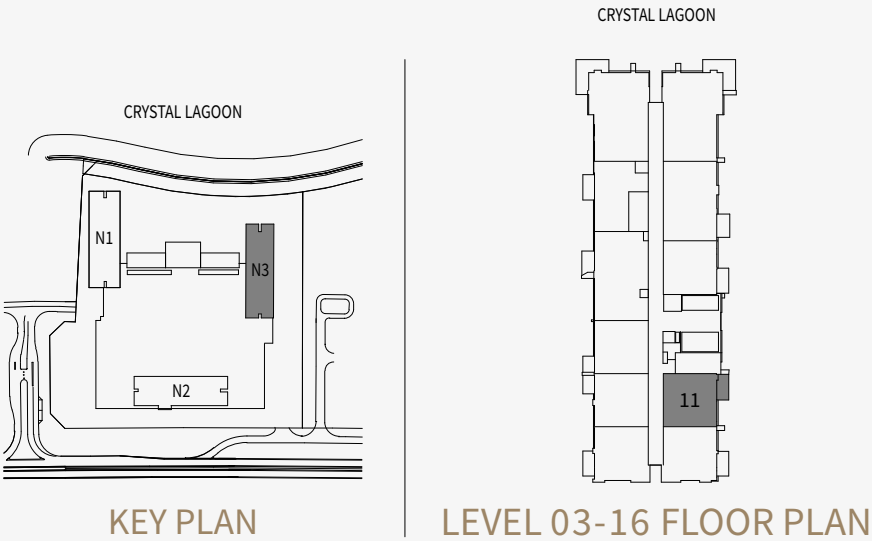 CRYSTAL LAGOON
N1
N3
N2
KEY PLAN
CRYSTAL LAGOON
11
LEVEL 03-16 FLOOR PLAN